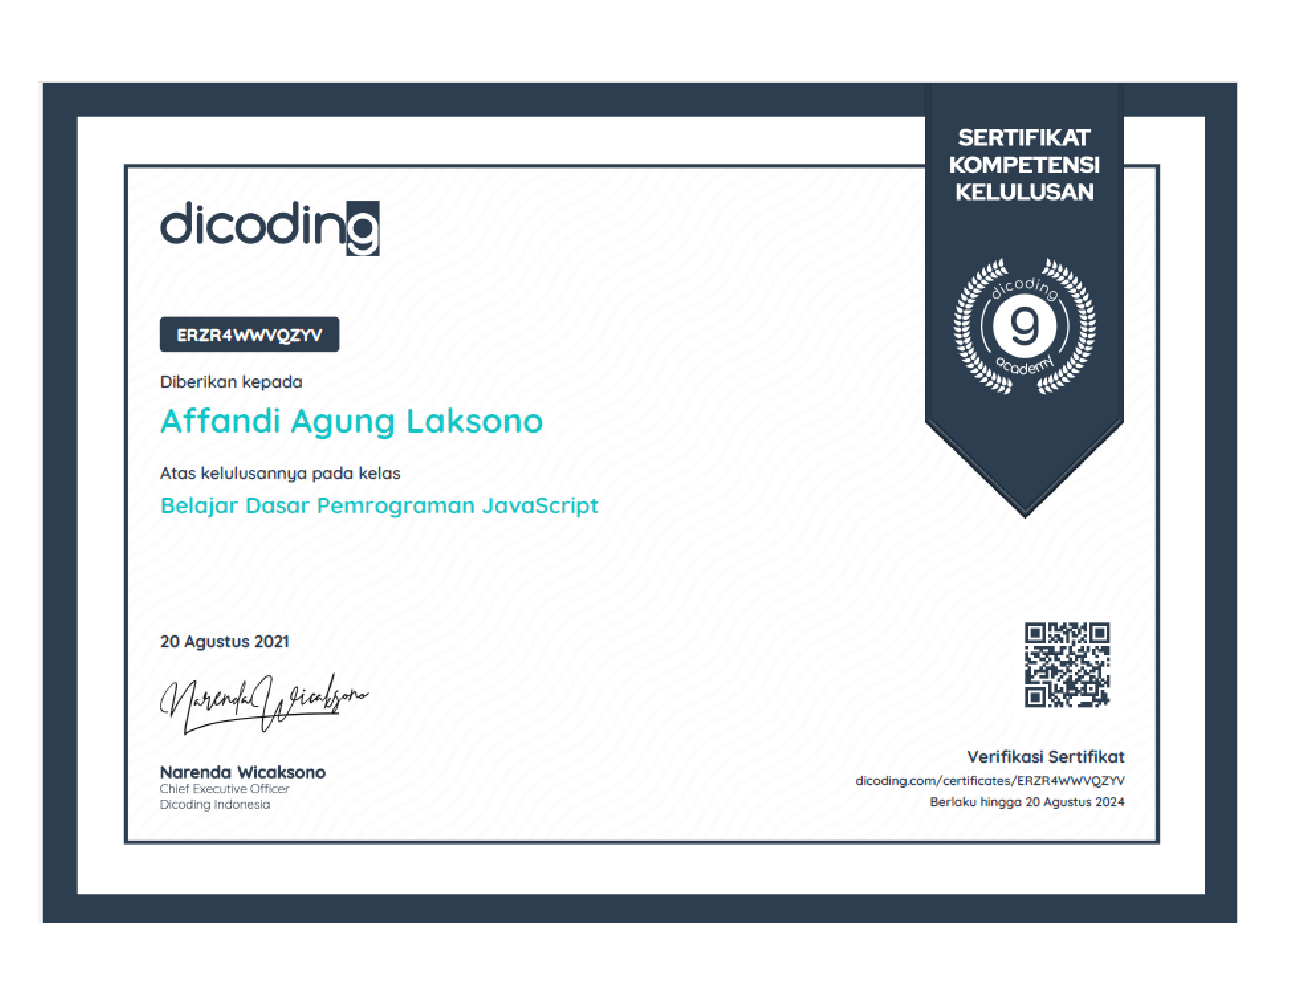 SERTIFIKAT
KOMPETENSI
KELULUSAN
dicoding
dicoding
9
academy
ERZR4WWVQZYV
Diberikan kepada
Affandi Agung Laksono
Atas kelulusannya pada kelas
Belajar Dasar Pemrograman JavaScript
20 Agustus 2021
Narenda Wicaksono
Narenda Wicaksono
Chief Executive Officer
Dicoding Indonesia
Verifikasi Sertifikat
dicoding.com/certificates/ERZR4WWVQZYV
Berlaku hingga 20 Agustus 2024